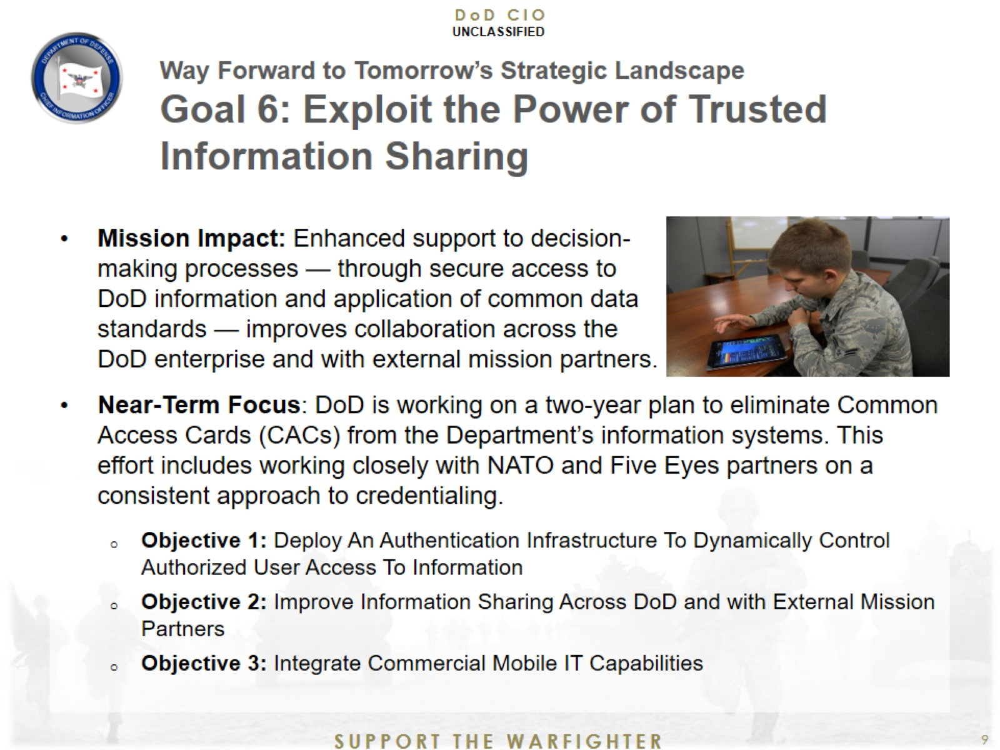 DoD CIO
UNCLASSIFIED
DEPARTMENT OF DEFENSE
CHIEF INFORMATION OFFICER
Way Forward to Tomorrow’s Strategic Landscape
Goal 6: Exploit the Power of Trusted
Information Sharing
• Mission Impact: Enhanced support to decision-
making processes — through secure access to
DoD information and application of common data
standards — improves collaboration across the
DoD enterprise and with external mission partners.
• Near-Term Focus: DoD is working on a two-year plan to eliminate Common
Access Cards (CACs) from the Department’s information systems. This
effort includes working closely with NATO and Five Eyes partners on a
consistent approach to credentialing.
o Objective 1: Deploy An Authentication Infrastructure To Dynamically Control
Authorized User Access To Information
o Objective 2: Improve Information Sharing Across DoD and with External Mission
Partners
o Objective 3: Integrate Commercial Mobile IT Capabilities
SUPPORT THE WARFIGHTER
9